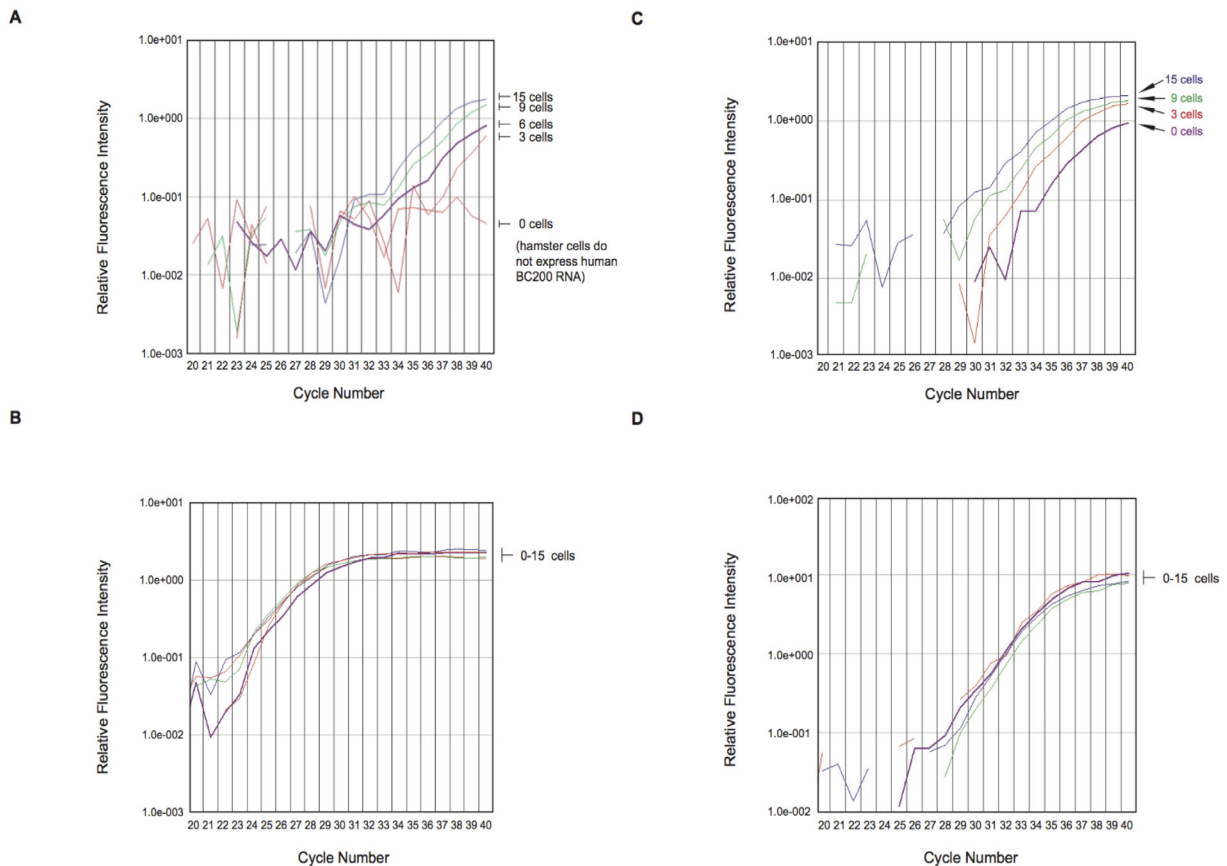 A
1.0e+001
1.0e+000
1.0e-001
1.0e-002
1.0e-003
Relative Fluorescence Intensity
15 cells
9 cells
6 cells
3 cells
0 cells
(hamster cells do
not express human
BC200 RNA)
20 21 22 23 24 25 26 27 28 29 30 31 32 33 34 35 36 37 38 39 40
Cycle Number
B
1.0e+001
1.0e+000
1.0e-001
1.0e-002
1.0e-003
Relative Fluorescence Intensity
0-15 cells
20 21 22 23 24 25 26 27 28 29 30 31 32 33 34 35 36 37 38 39 40
Cycle Number
C
1.0e+001
1.0e+000
1.0e-001
1.0e-002
1.0e-003
Relative Fluorescence Intensity
15 cells
9 cells
3 cells
0 cells
20 21 22 23 24 25 26 27 28 29 30 31 32 33 34 35 36 37 38 39 40
Cycle Number
D
1.0e+002
1.0e+001
1.0e+000
1.0e-001
1.0e-002
Relative Fluorescence Intensity
0-15 cells
20 21 22 23 24 25 26 27 28 29 30 31 32 33 34 35 36 37 38 39 40
Cycle Number